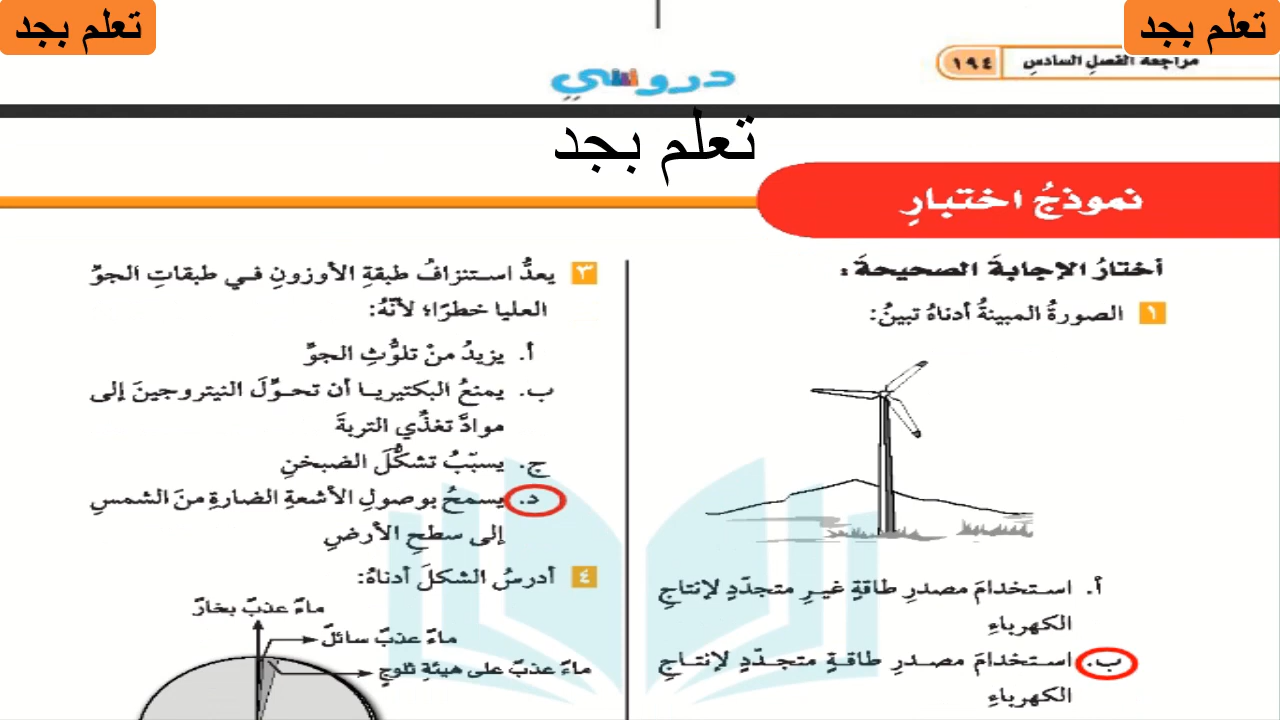 تعلم بجد
تعلم بجد
مراجعة الفصلِ السادسِ ١٩٤
دروسي
تعلم بجد
نموذجُ اختبارِ
أختارُ الإجابةَ الصحيحةَ:
١ الصورةُ المبينةُ أدناهُ تبينُ:
أ. استخدامَ مصدرِ طاقةٍ غيرِ متجدّدٍ لإنتاجِ
الكهرباءِ
ب. استخدامَ مصدرِ طاقةٍ متجدّدٍ لإنتاجِ
الكهرباءِ
٣ يعدُّ استنزافُ طبقةِ الأوزونِ في طبقاتِ الجوِّ
العليا خطرًا؛ لأنّهُ:
أ. يزيدُ منْ تلوُّثِ الجوِّ
ب. يمنعُ البكتيريا أن تحوِّلَ النيتروجينَ إلى
موادَّ تغذِّي التربةَ
ج. يسبّبُ تشكُّلَ الضبخنِ
د. يسمحُ بوصولِ الأشعةِ الضارةِ منَ الشمسِ
إلى سطحِ الأرضِ
٤ أدرسُ الشكلَ أدناهُ:
ماءٌ عذبٌ بخارٌ
ماءٌ عذبٌ سائلٌ
ماءٌ عذبٌ على هيئةِ ثلوجٍ